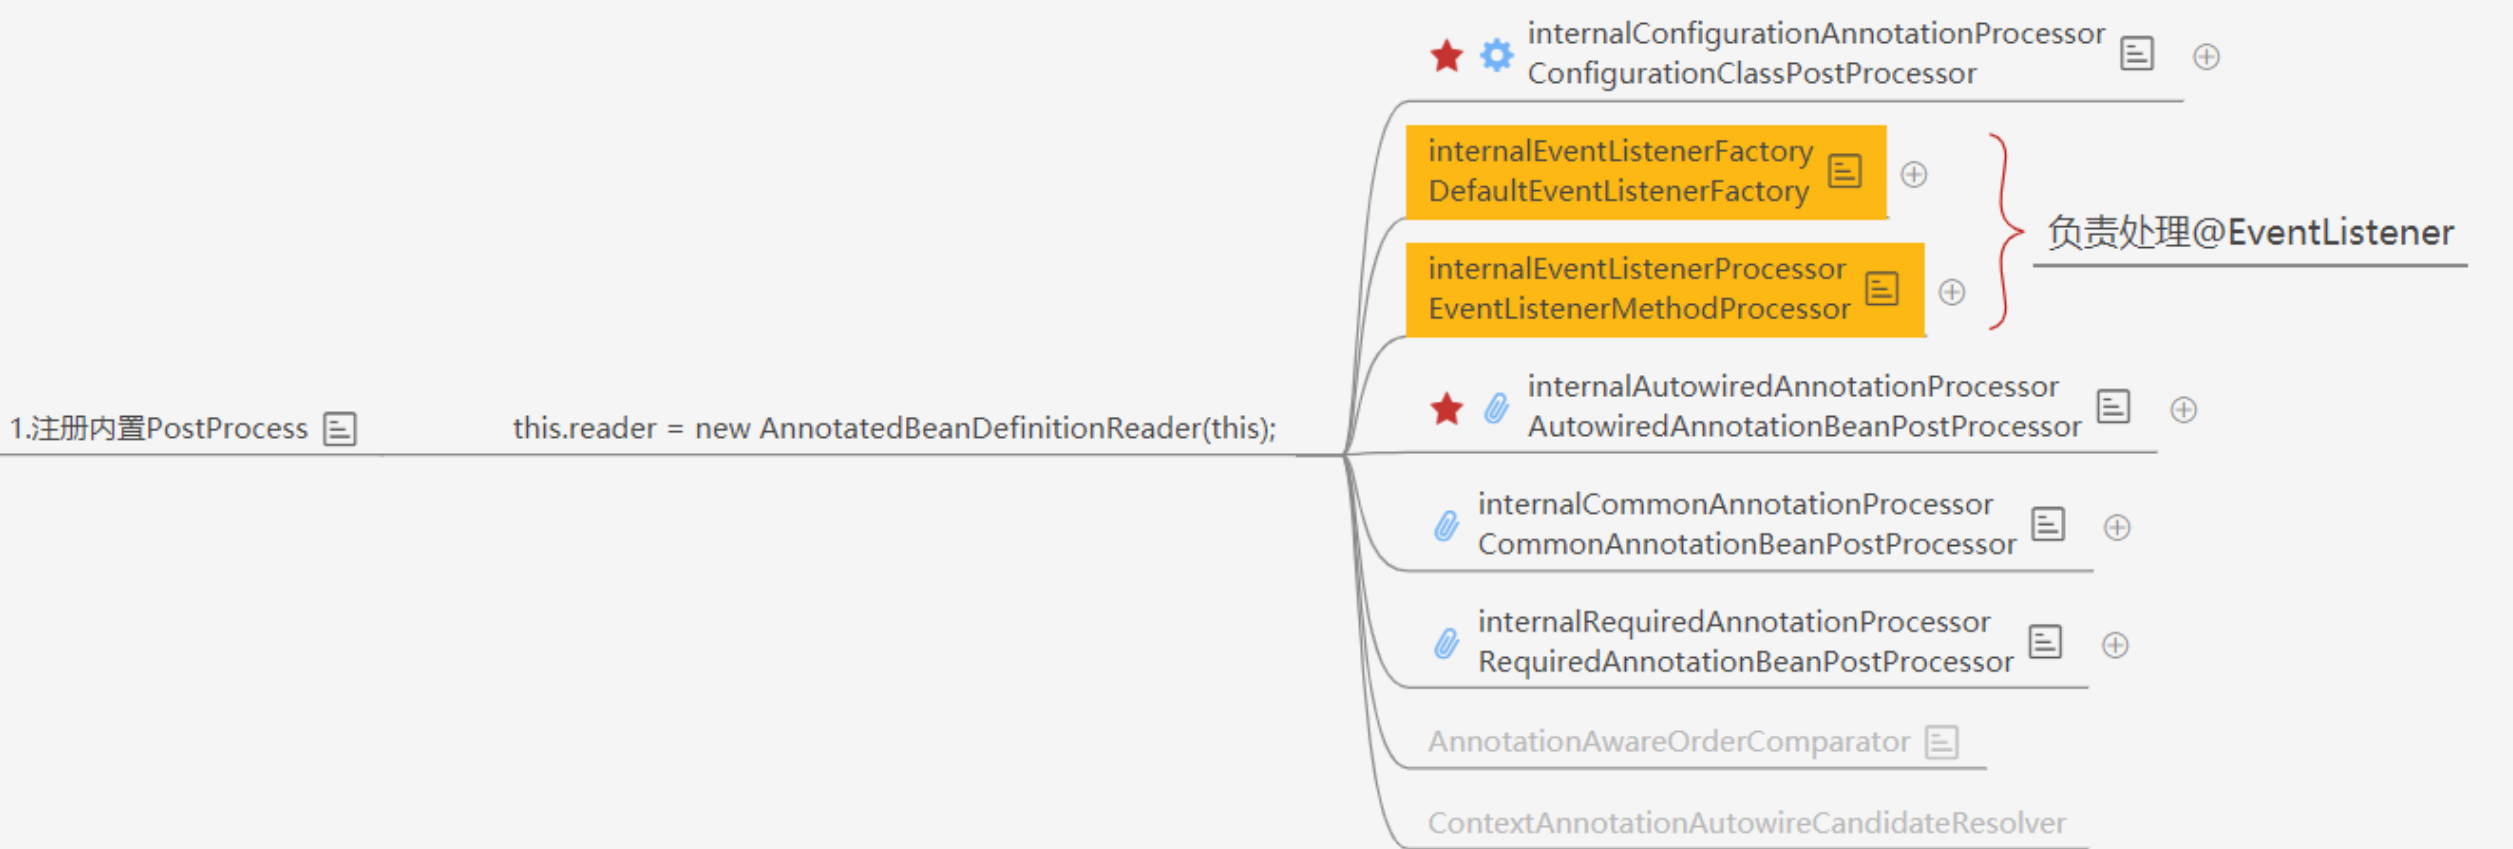 internalConfigurationAnnotationProcessor
ConfigurationClassPostProcessor
internalEventListenerFactory
DefaultEventListenerFactory
internalEventListenerProcessor
EventListenerMethodProcessor
负责处理@EventListener
1.注册内置PostProcess
this.reader = new AnnotatedBeanDefinitionReader(this);
internalAutowiredAnnotationProcessor
AutowiredAnnotationBeanPostProcessor
internalCommonAnnotationProcessor
CommonAnnotationBeanPostProcessor
internalRequiredAnnotationProcessor
RequiredAnnotationBeanPostProcessor
AnnotationAwareOrderComparator
ContextAnnotationAutowireCandidateResolver